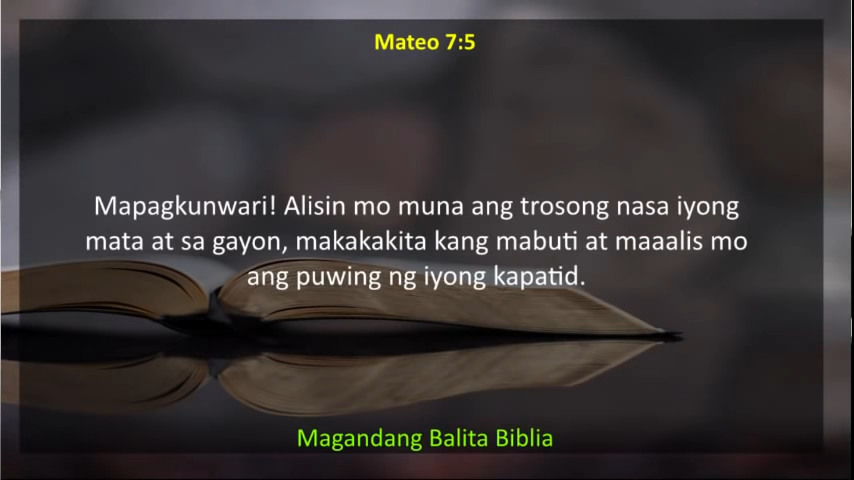 Mateo 7:5
Mapagkunwari! Alisin mo muna ang trosong nasa iyong
mata at sa gayon, makakakita kang mabuti at maaalis mo
ang puwing ng iyong kapatid.
Magandang Balita Biblia